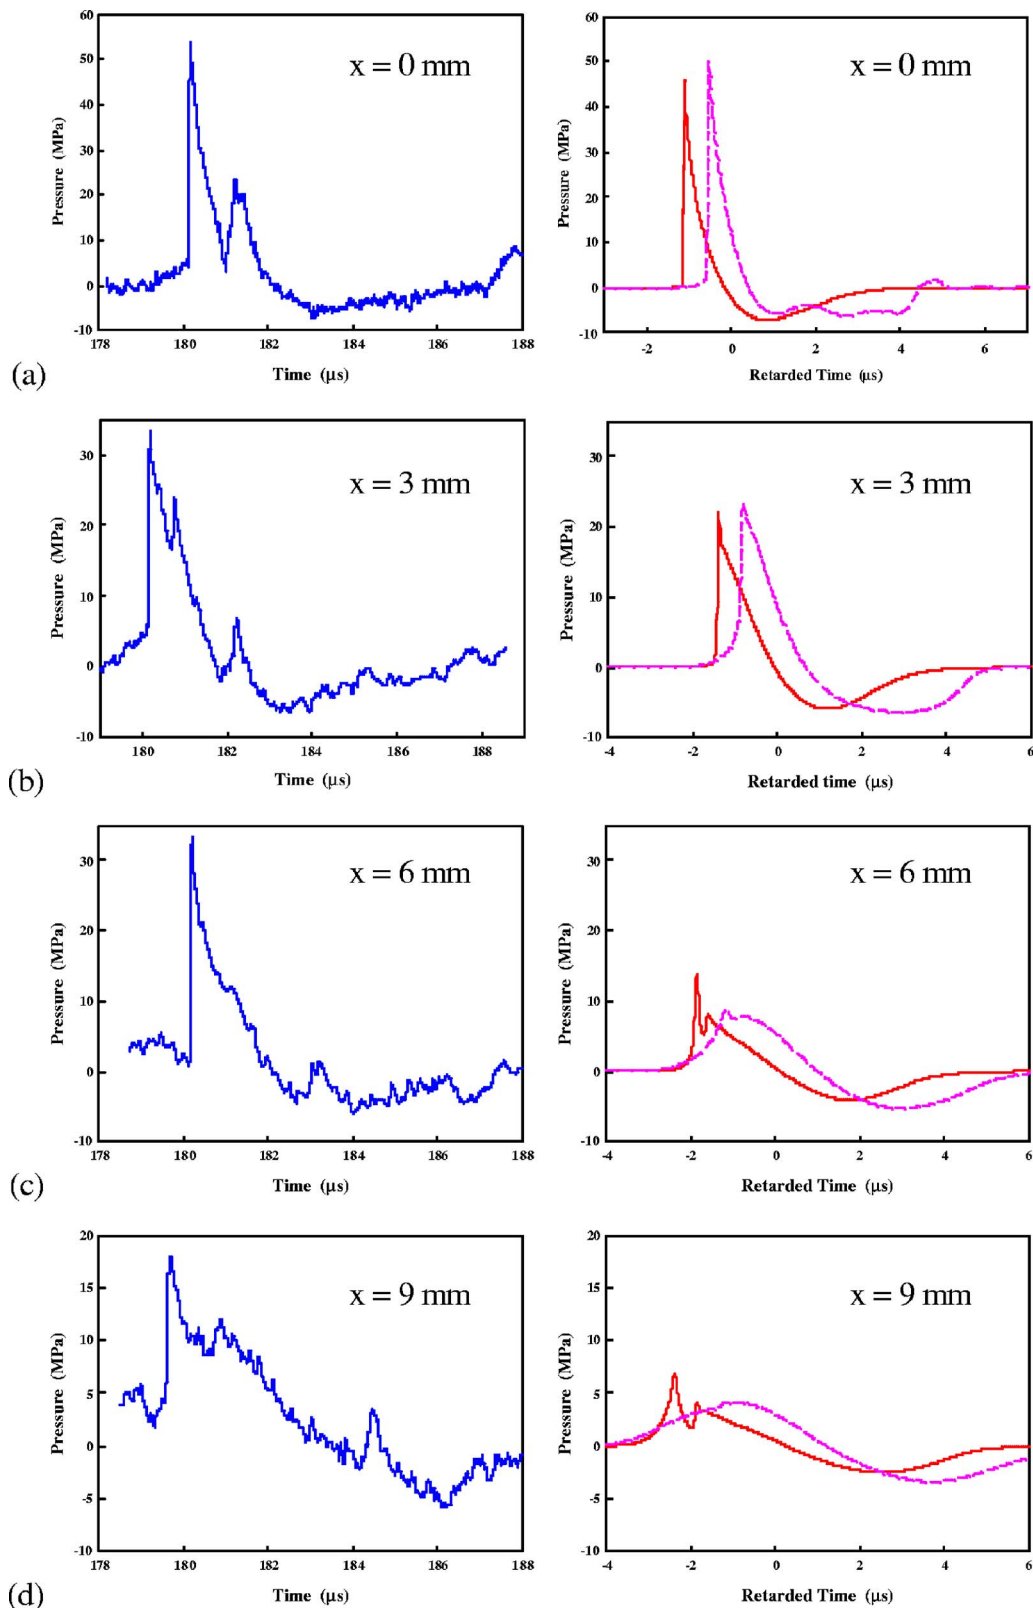 60
50
40
30
20
10
0
-10
Pressure (MPa)
x = 0 mm
178 180 182 184 186 188
Time (μs)
60
50
40
30
20
10
0
-10
Pressure (MPa)
x = 0 mm
-2 0 2 4 6
Retarded Time (μs)
(a)
30
20
10
0
-10
Pressure (MPa)
x = 3 mm
180 182 184 186 188
Time (μs)
30
20
10
0
-10
Pressure (MPa)
x = 3 mm
-4 -2 0 2 4 6
Retarded time (μs)
(b)
30
20
10
0
-10
Pressure (MPa)
x = 6 mm
178 180 182 184 186 188
Time (μs)
30
20
10
0
-10
Pressure (MPa)
x = 6 mm
-4 -2 0 2 4 6
Retarded Time (μs)
(c)
20
15
10
5
0
-5
-10
Pressure (MPa)
x = 9 mm
178 180 182 184 186 188
Time (μs)
20
15
10
5
0
-5
-10
Pressure (MPa)
x = 9 mm
-4 -2 0 2 4 6
Retarded Time (μs)
(d)